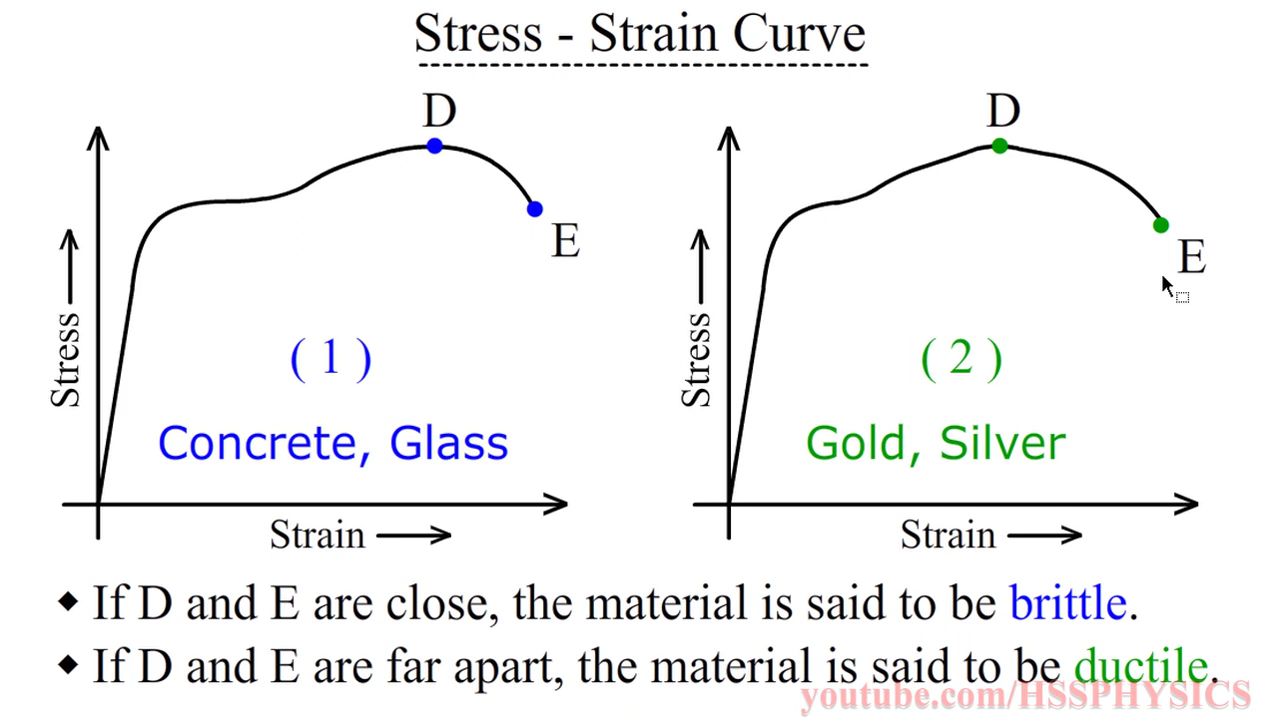 Stress - Strain Curve
D
E
Stress
( 1 )
Concrete, Glass
Strain
D
E
Stress
( 2 )
Gold, Silver
Strain
◆ If D and E are close, the material is said to be brittle.
◆ If D and E are far apart, the material is said to be ductile.
youtube.com/HSSPHYSICS